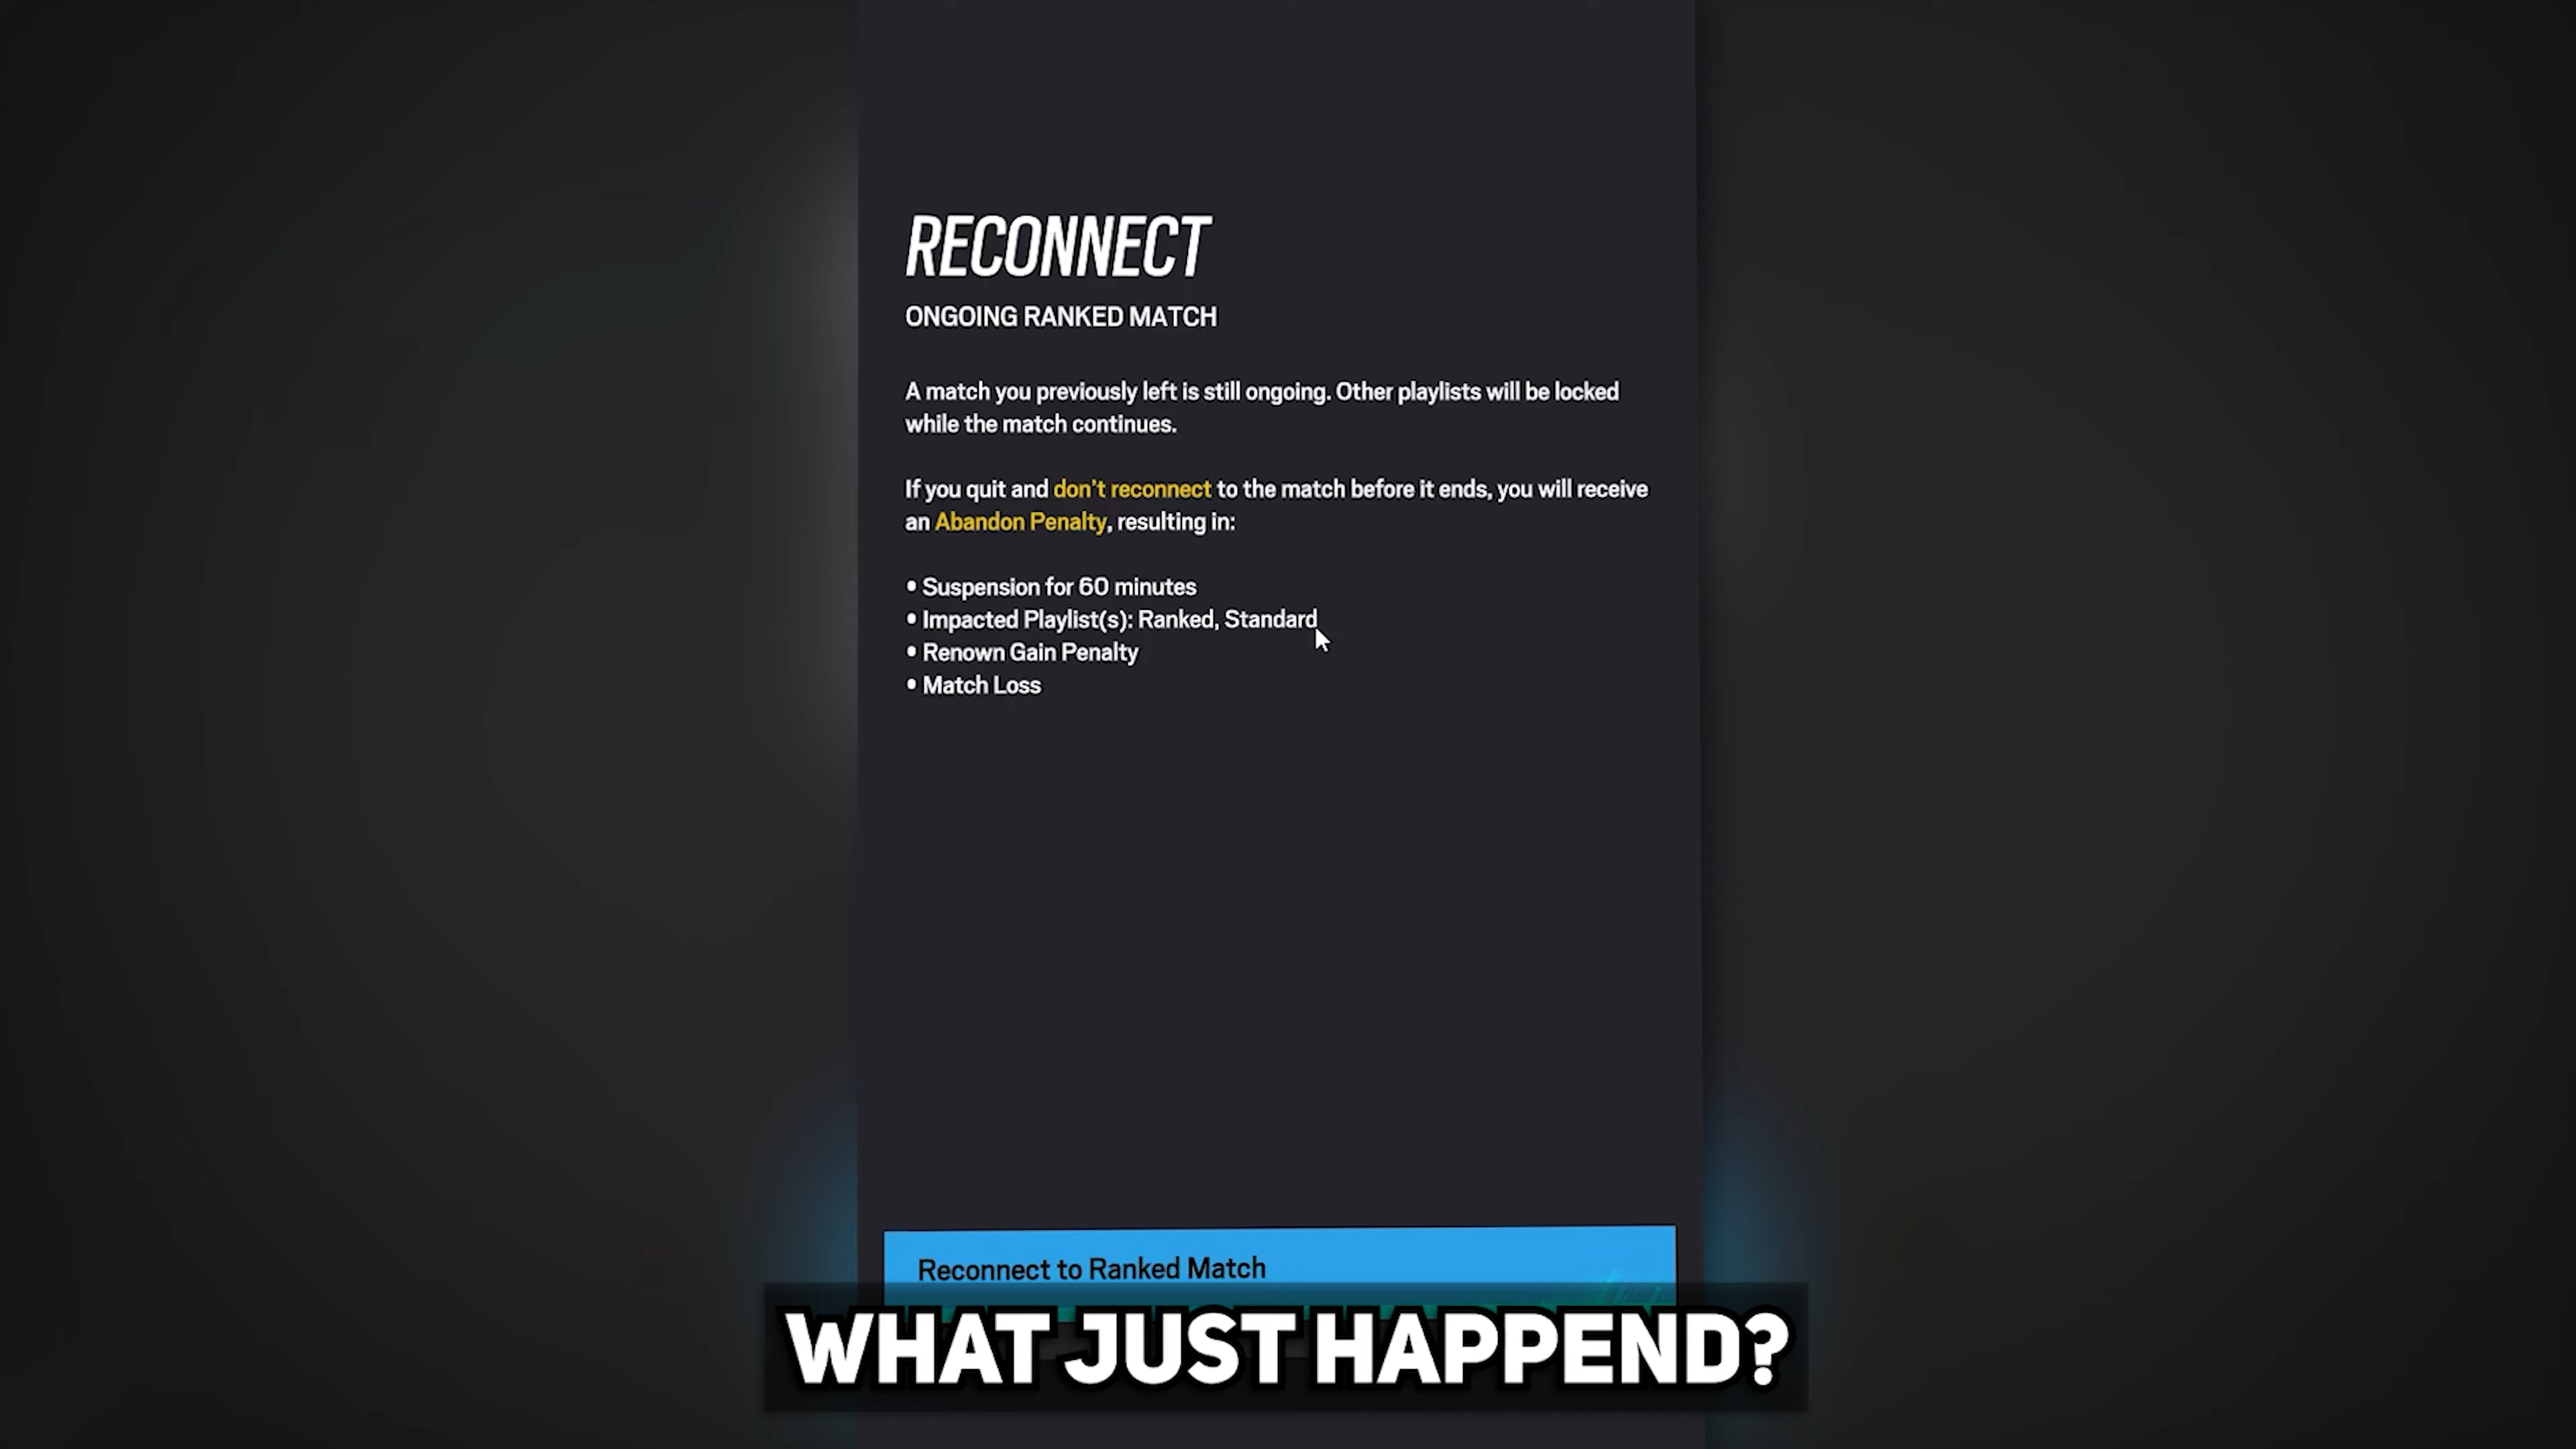 RECONNECT
ONGOING RANKED MATCH
A match you previously left is still ongoing. Other playlists will be locked
while the match continues.
If you quit and don't reconnect to the match before it ends, you will receive
an Abandon Penalty, resulting in:
• Suspension for 60 minutes
• Impacted Playlist(s): Ranked, Standard
• Renown Gain Penalty
• Match Loss
Reconnect to Ranked Match
WHAT JUST HAPPEND?